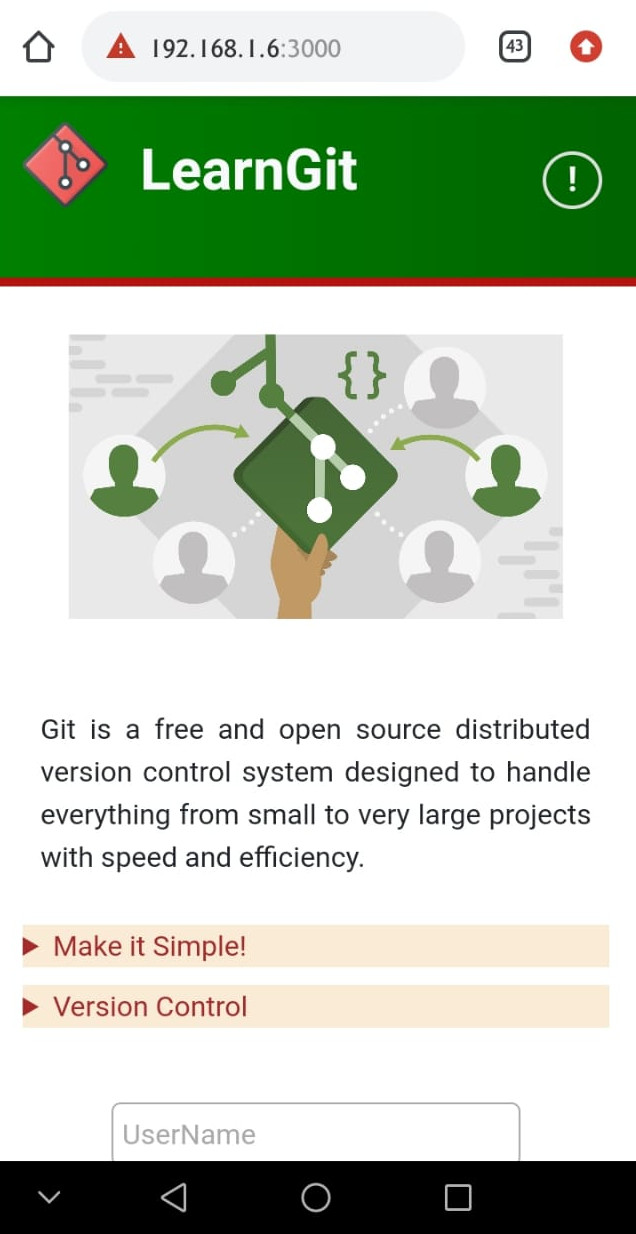 192.168.1.6:3000
43
LearnGit
!
{}
Git is a free and open source distributed
version control system designed to handle
everything from small to very large projects
with speed and efficiency.
Make it Simple!
Version Control
UserName